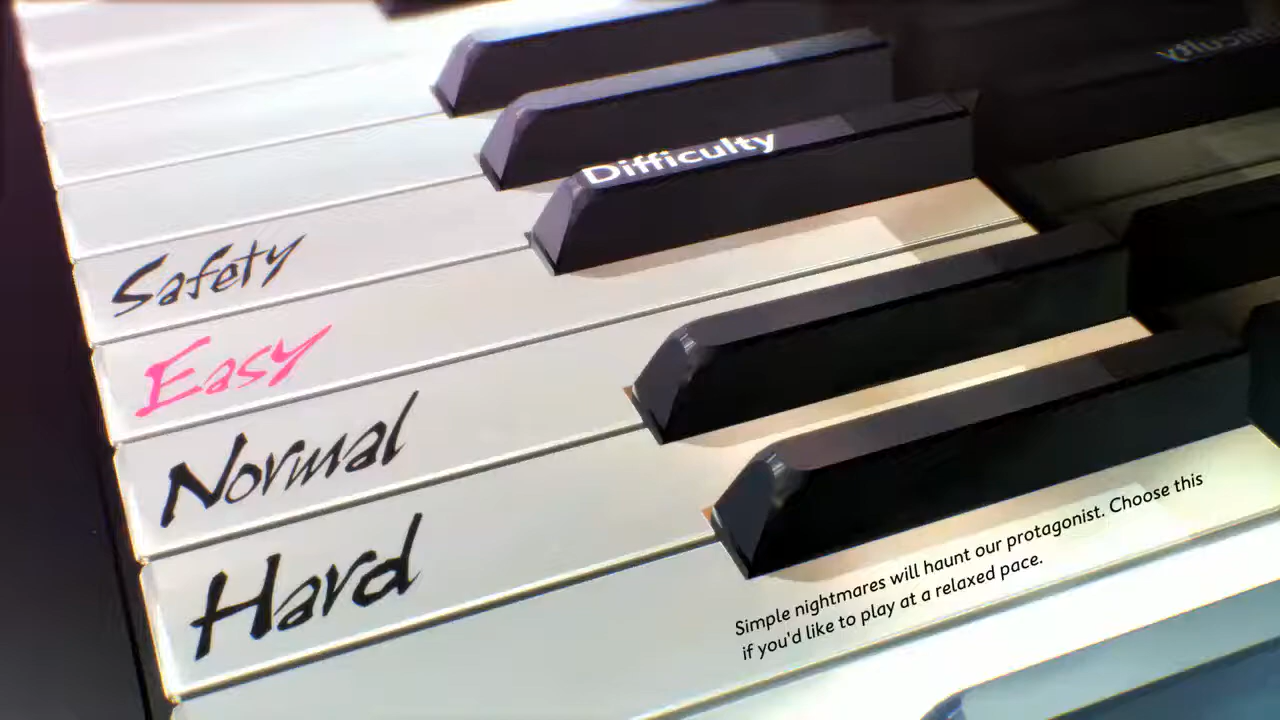 Difficulty
Safety
Easy
Normal
Hard
Simple nightmares will haunt our protagonist. Choose this
if you'd like to play at a relaxed pace.